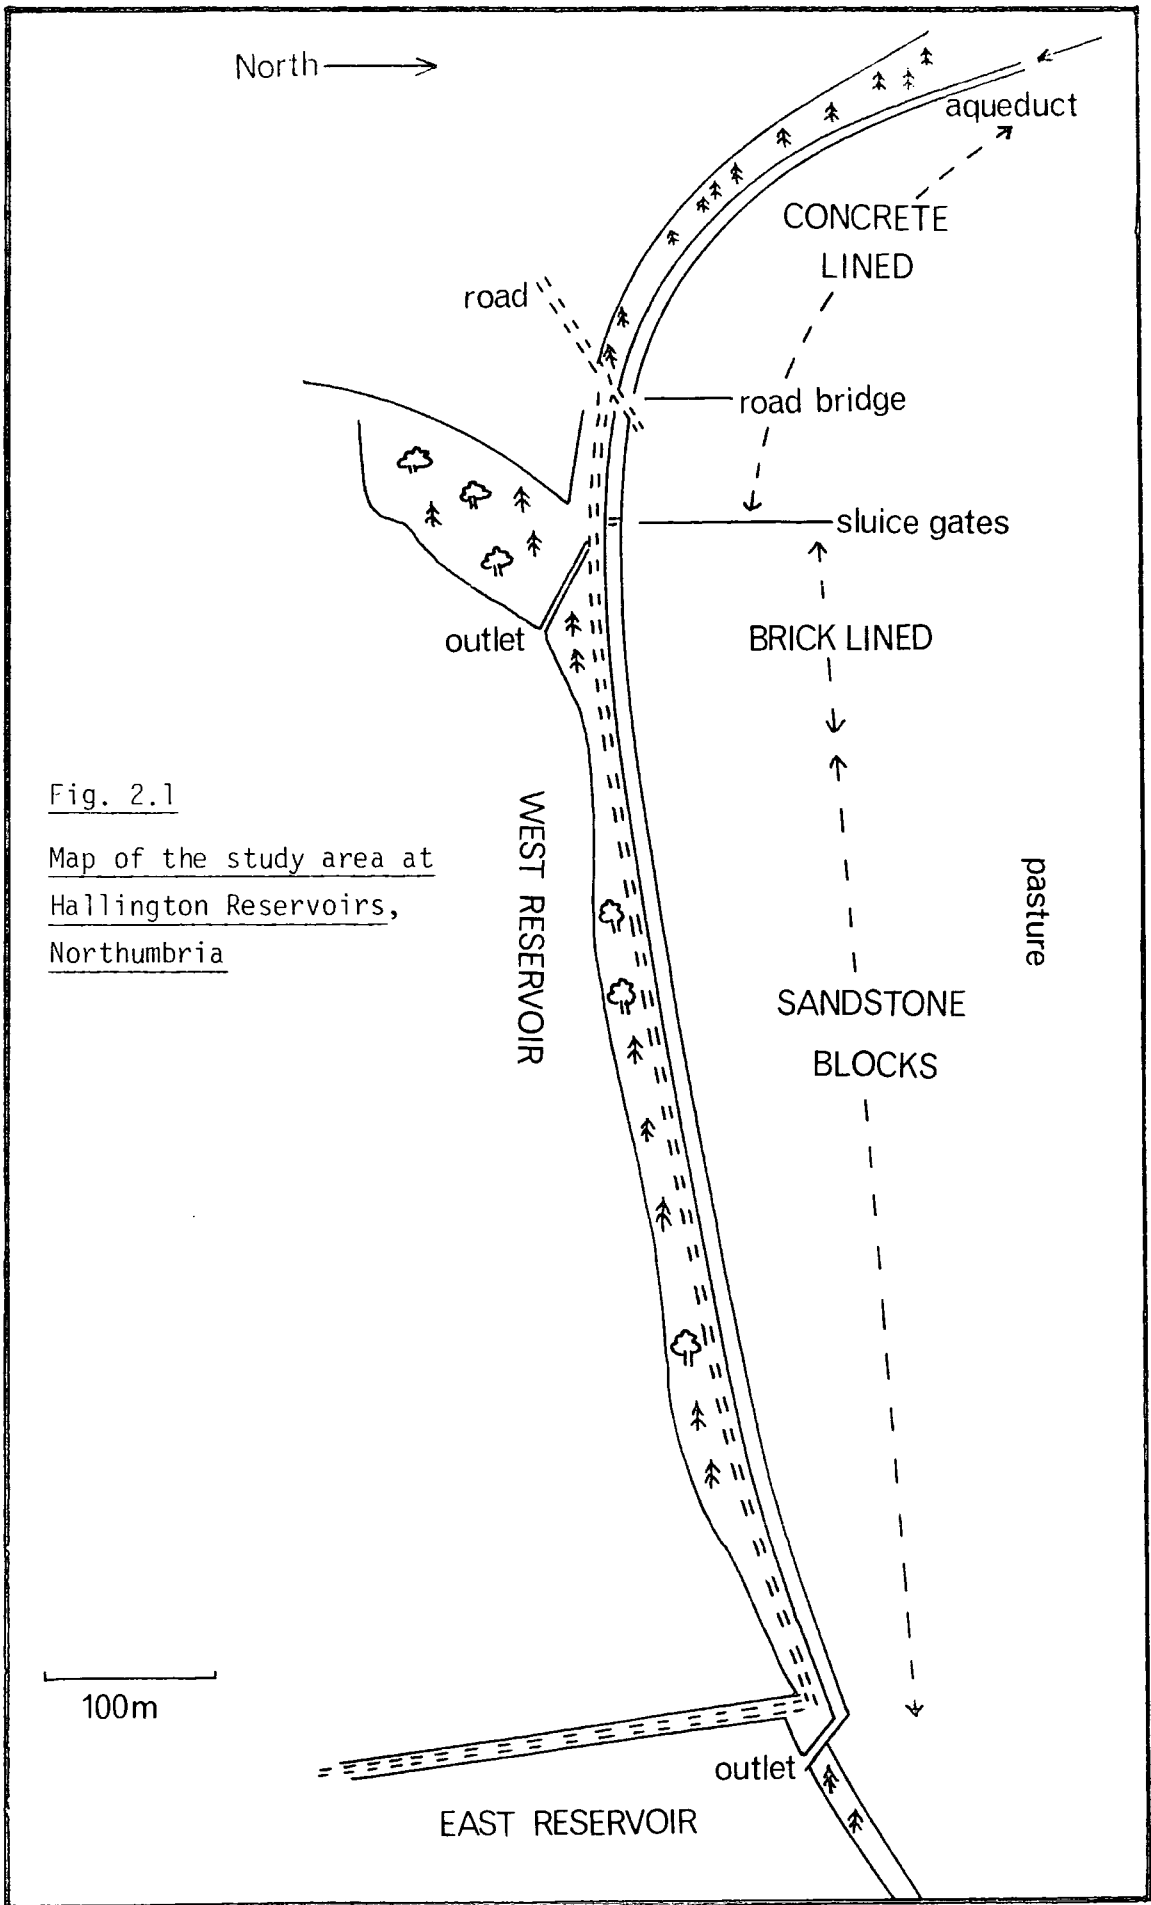 North
aqueduct
CONCRETE
LINED
road
road bridge
sluice gates
outlet
BRICK LINED
Fig. 2.1
Map of the study area at
Hallington Reservoirs,
Northumbria
WEST RESERVOIR
pasture
SANDSTONE
BLOCKS
100m
outlet
EAST RESERVOIR